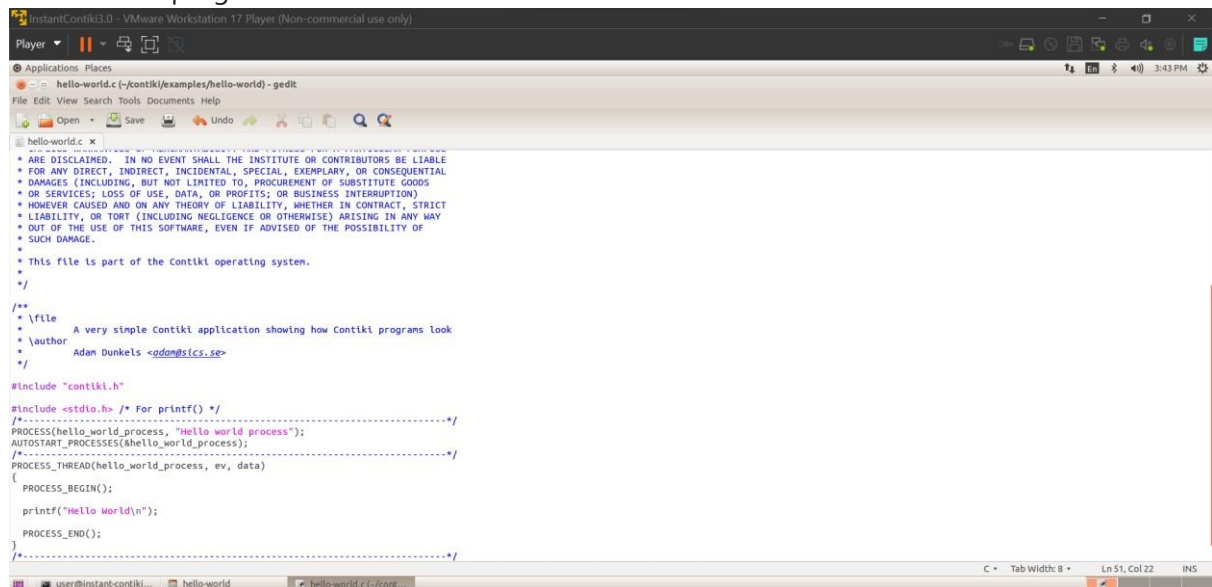 InstantContiki3.0 - VMware Workstation 17 Player (Non-commercial use only)
Player
Applications Places
En 3:43 PM
hello-world.c (~/contiki/examples/hello-world) - gedit
File Edit View Search Tools Documents Help
Open Save Undo
hello-world.c ×
* ARE DISCLAIMED. IN NO EVENT SHALL THE INSTITUTE OR CONTRIBUTORS BE LIABLE
* FOR ANY DIRECT, INDIRECT, INCIDENTAL, SPECIAL, EXEMPLARY, OR CONSEQUENTIAL
* DAMAGES (INCLUDING, BUT NOT LIMITED TO, PROCUREMENT OF SUBSTITUTE GOODS
* OR SERVICES; LOSS OF USE, DATA, OR PROFITS; OR BUSINESS INTERRUPTION)
* HOWEVER CAUSED AND ON ANY THEORY OF LIABILITY, WHETHER IN CONTRACT, STRICT
* LIABILITY, OR TORT (INCLUDING NEGLIGENCE OR OTHERWISE) ARISING IN ANY WAY
* OUT OF THE USE OF THIS SOFTWARE, EVEN IF ADVISED OF THE POSSIBILITY OF
* SUCH DAMAGE.
*
* This file is part of the Contiki operating system.
*
*/
/**
* \file
* A very simple Contiki application showing how Contiki programs look
* \author
* Adam Dunkels <adam@sics.se>
*/
#include "contiki.h"
#include <stdio.h> /* For printf() */
/*---------------------------------------------------------------------------*/
PROCESS(hello_world_process, "Hello world process");
AUTOSTART_PROCESSES(&hello_world_process);
/*---------------------------------------------------------------------------*/
PROCESS_THREAD(hello_world_process, ev, data)
{
PROCESS_BEGIN();
printf("Hello World\n");
PROCESS_END();
}
/*---------------------------------------------------------------------------*/
C Tab Width: 8 Ln 51, Col 22 INS
user@instant-contiki... hello-world hello-world.c (~/cont...